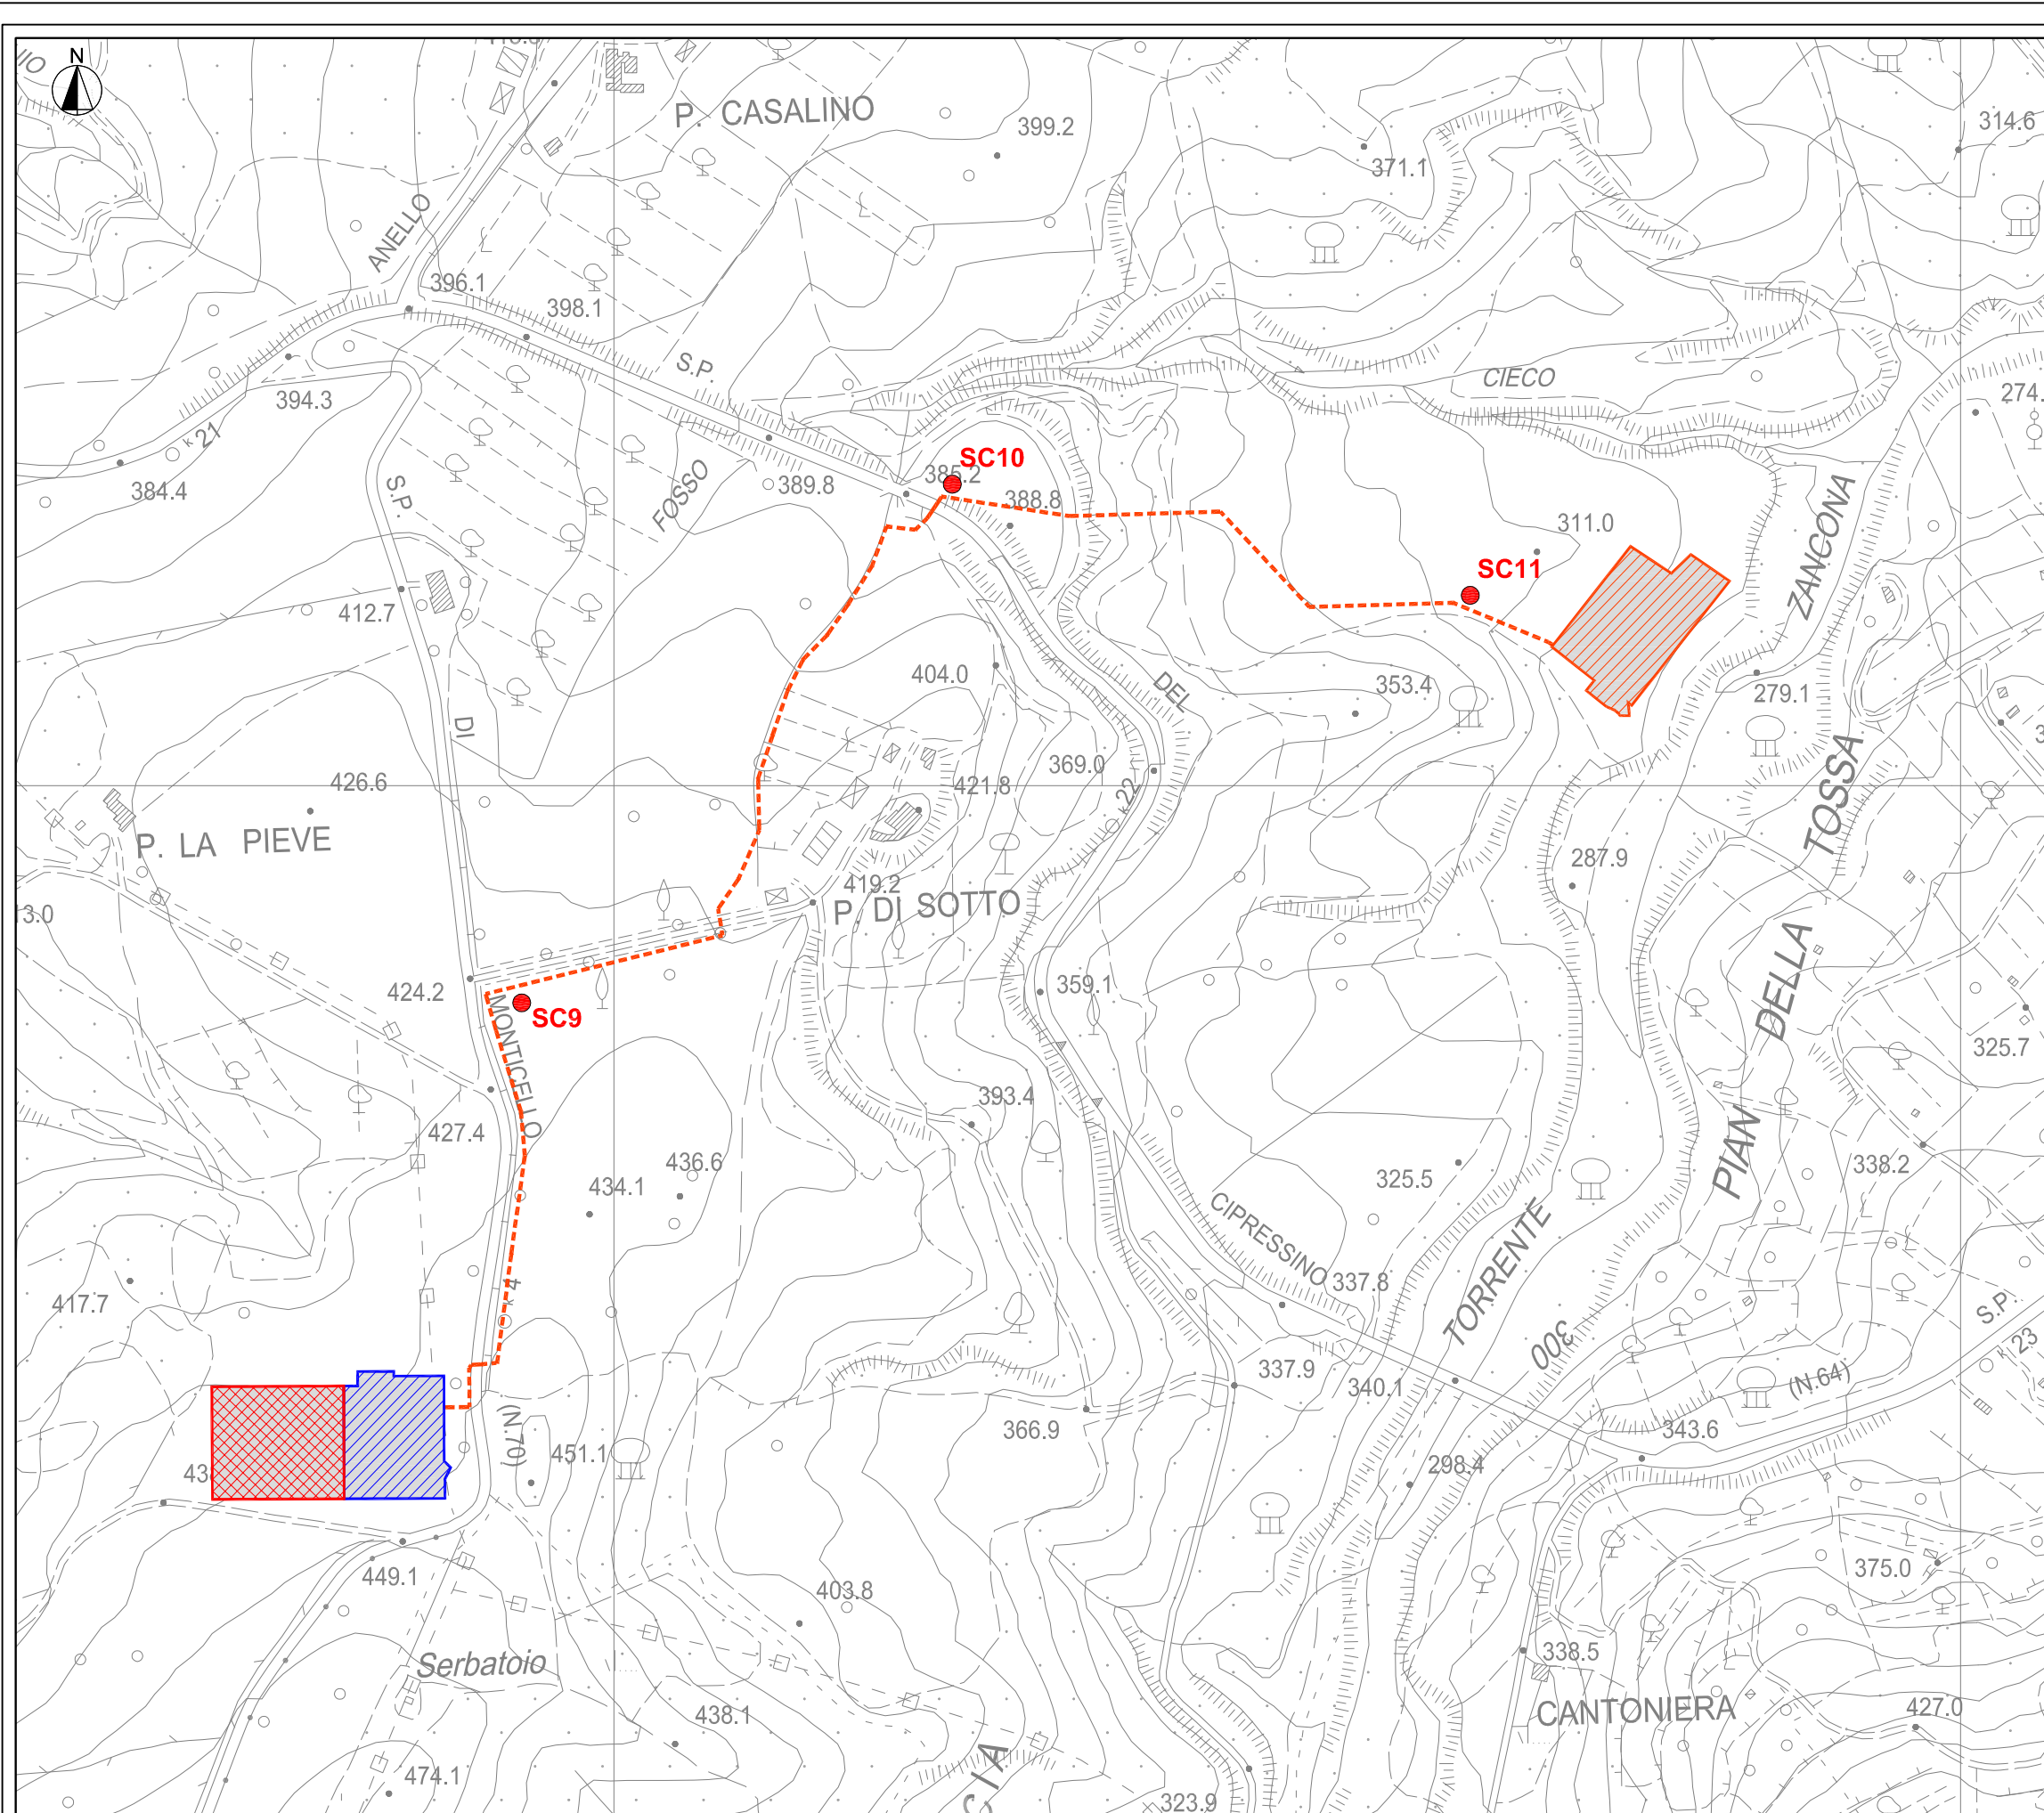 N
P. CASALINO
399.2
314.6
371.1
ANELLO
396.1
398.1
S.P.
CIECO
274.
394.3
k 21
384.4
S.P.
FOSSO
389.8
385.2
SC10
388.8
311.0
ZANCONA
SC11
412.7
404.0
DEL
353.4
279.1
DI
426.6
369.0
421.8
k 22
TOSSA
P. LA PIEVE
287.9
419.2
P. DI SOTTO
13.0
424.2
359.1
DELLA
SC9
MONTICELLO
325.7
393.4
427.4
PIAN
338.2
436.6
434.1
325.5
CIPRESSINO
TORRENTE
417.7
k 4
337.8
300
S.P.
k 23
337.9
340.1
(N.64)
(N.70)
366.9
343.6
451.1
43
298.4
449.1
403.8
375.0
Serbatoio
338.5
438.1
CANTONIERA
427.0
474.1
323.9